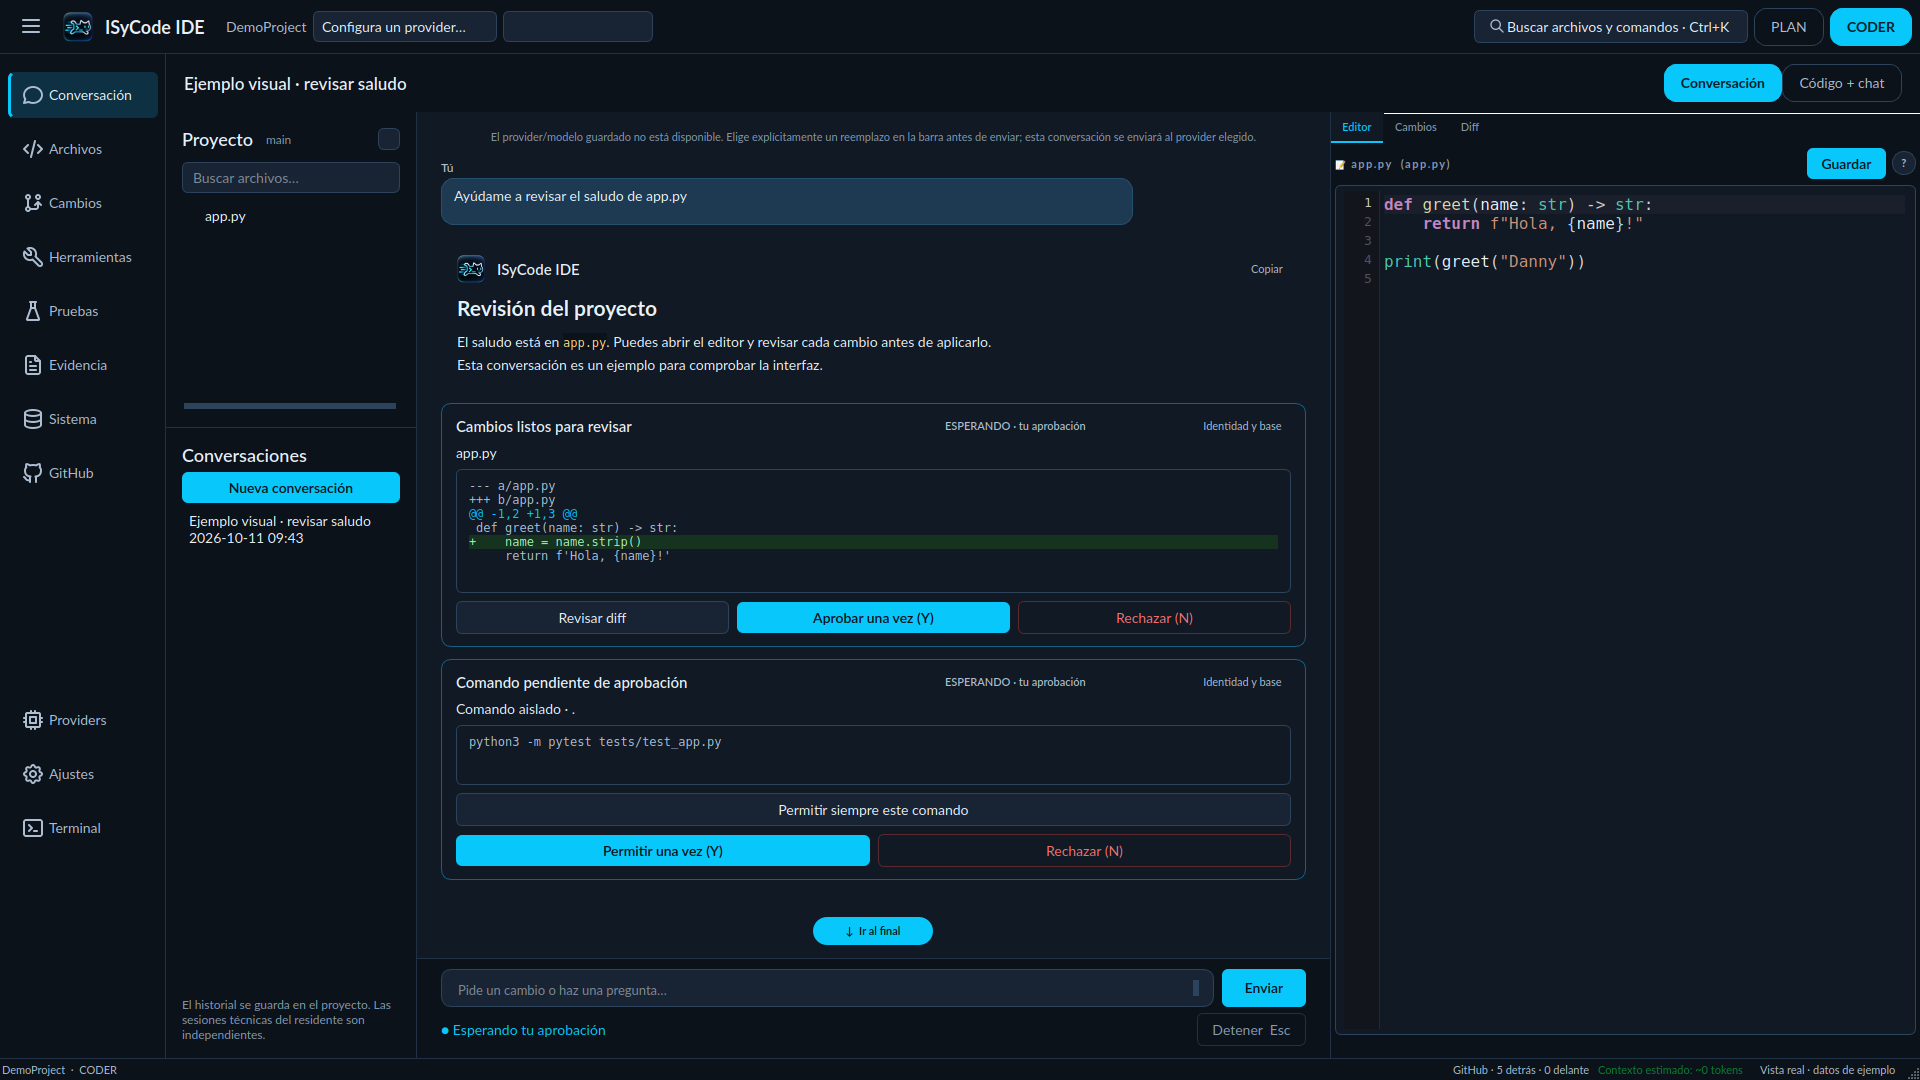 ISyCode IDE
DemoProject
Configura un provider...
Buscar archivos y comandos · Ctrl+K
PLAN
CODER
Conversación
Archivos
Cambios
Herramientas
Pruebas
Evidencia
Sistema
GitHub
Providers
Ajustes
Terminal
Ejemplo visual · revisar saludo
Conversación
Código + chat
Proyecto
main
Buscar archivos...
app.py
Conversaciones
Nueva conversación
Ejemplo visual · revisar saludo
2026-10-11 09:43
El historial se guarda en el proyecto. Las
sesiones técnicas del residente son
independientes.
El provider/modelo guardado no está disponible. Elige explícitamente un reemplazo en la barra antes de enviar; esta conversación se enviará al provider elegido.
Tú
Ayúdame a revisar el saludo de app.py
ISyCode IDE
Copiar
Revisión del proyecto
El saludo está en app.py. Puedes abrir el editor y revisar cada cambio antes de aplicarlo.
Esta conversación es un ejemplo para comprobar la interfaz.
Cambios listos para revisar
ESPERANDO · tu aprobación
Identidad y base
app.py
--- a/app.py
+++ b/app.py
@@ -1,2 +1,3 @@
def greet(name: str) -> str:
+    name = name.strip()
return f'Hola, {name}!'
Revisar diff
Aprobar una vez (Y)
Rechazar (N)
Comando pendiente de aprobación
ESPERANDO · tu aprobación
Identidad y base
Comando aislado · .
python3 -m pytest tests/test_app.py
Permitir siempre este comando
Permitir una vez (Y)
Rechazar (N)
↓ Ir al final
Pide un cambio o haz una pregunta...
Enviar
Esperando tu aprobación
Detener Esc
Editor
Cambios
Diff
app.py (app.py)
Guardar
?
1 def greet(name: str) -> str:
2     return f"Hola, {name}!"
3
4 print(greet("Danny"))
5
DemoProject · CODER
GitHub · 5 detrás · 0 delante
Contexto estimado: ~0 tokens
Vista real · datos de ejemplo